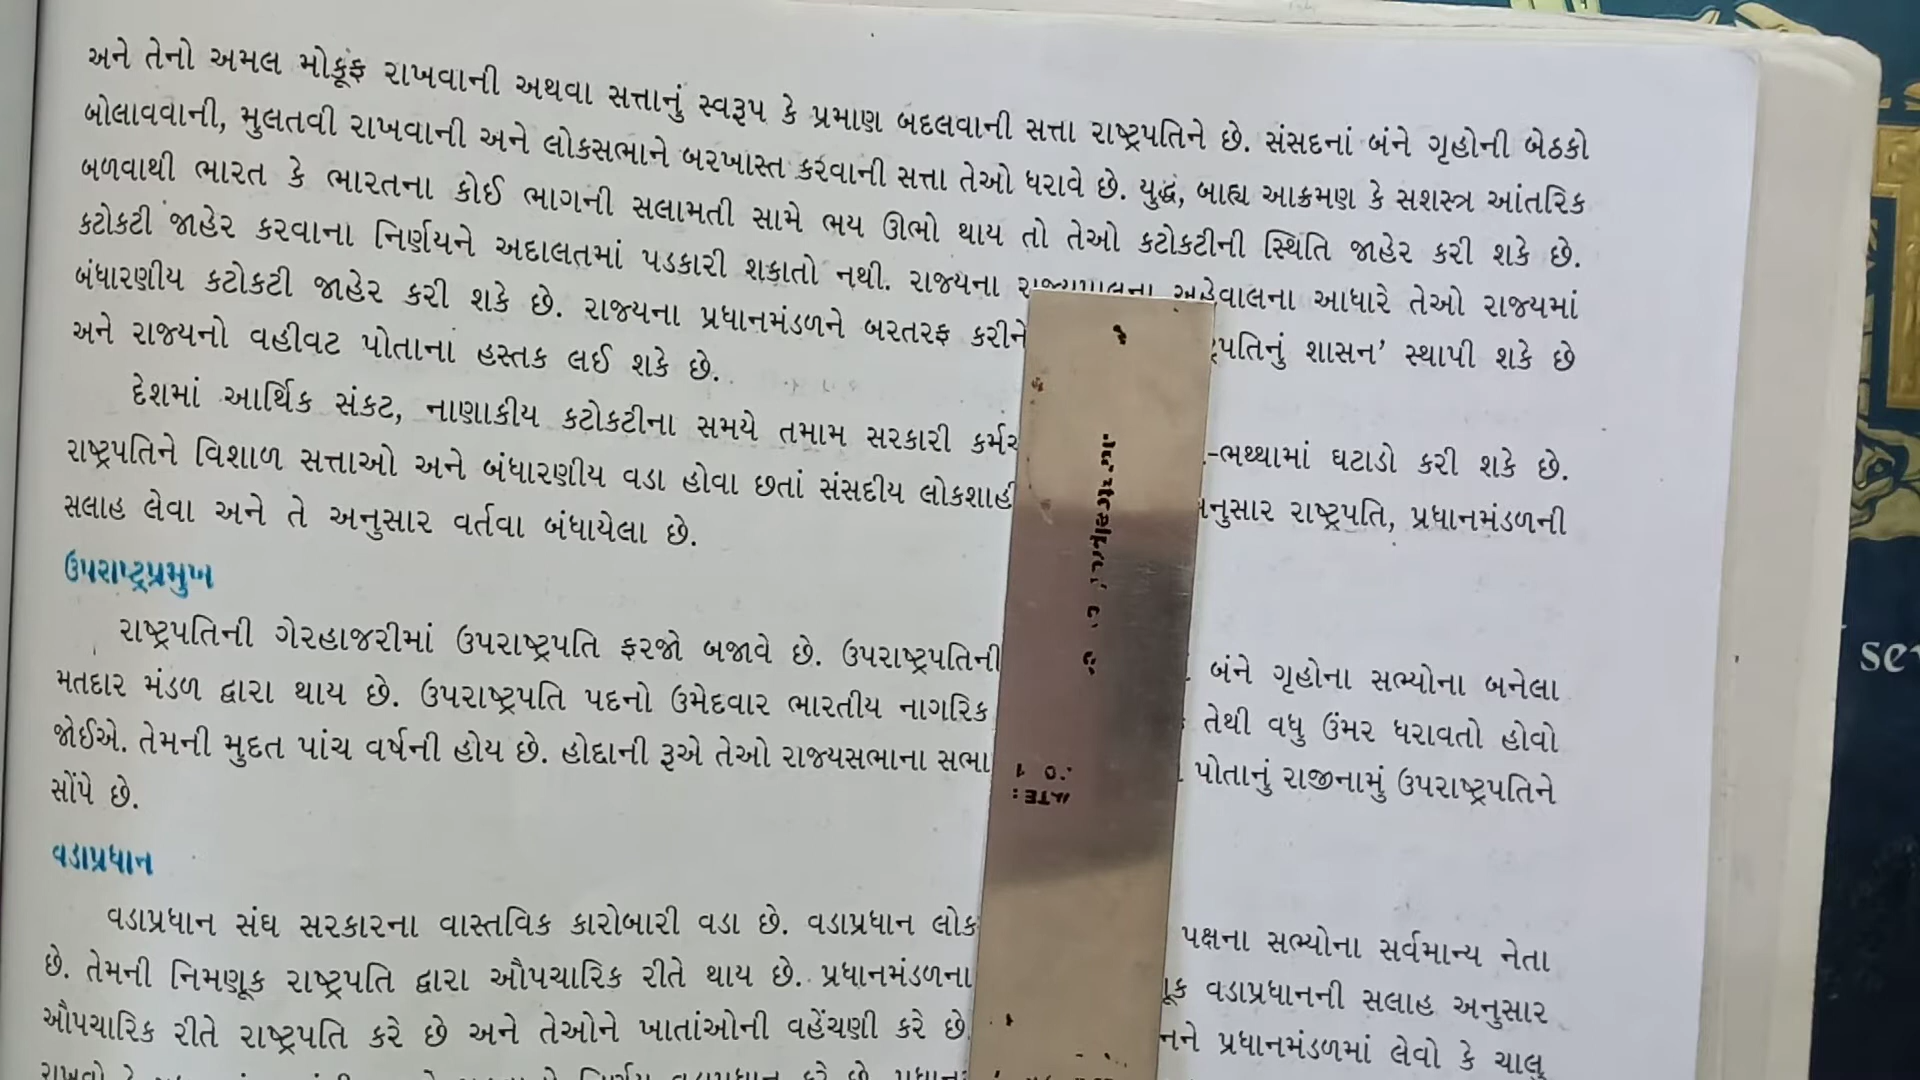 અને તેનો અમલ મોકૂફ રાખવાની અથવા સત્તાનું સ્વરૂપ કે પ્રમાણ બદલવાની સત્તા રાષ્ટ્રપતિને છે. સંસદનાં બંને ગૃહોની બેઠકો
બોલાવવાની, મુલતવી રાખવાની અને લોકસભાને બરખાસ્ત કરવાની સત્તા તેઓ ધરાવે છે. યુદ્ધ, બાહ્ય આક્રમણ કે સશસ્ત્ર આંતરિક
બળવાથી ભારત કે ભારતના કોઈ ભાગની સલામતી સામે ભય ઊભો થાય તો તેઓ કટોકટીની સ્થિતિ જાહેર કરી શકે છે.
કટોકટી જાહેર કરવાના નિર્ણયને અદાલતમાં પડકારી શકાતો નથી. રાજ્યના અહેવાલના આધારે તેઓ રાજ્યમાં
બંધારણીય કટોકટી જાહેર કરી શકે છે. રાજ્યના પ્રધાનમંડળને બરતરફ કરીને શાસન’ સ્થાપી શકે છે
અને રાજ્યનો વહીવટ પોતાનાં હસ્તક લઈ શકે છે.
દેશમાં આર્થિક સંકટ, નાણાકીય કટોકટીના સમયે તમામ સરકારી -ભથ્થામાં ઘટાડો કરી શકે છે.
રાષ્ટ્રપતિને વિશાળ સત્તાઓ અને બંધારણીય વડા હોવા છતાં સંસદીય રાષ્ટ્રપતિ, પ્રધાનમંડળની
સલાહ લેવા અને તે અનુસાર વર્તવા બંધાયેલા છે.
ઉપરાષ્ટ્રપ્રમુખ
રાષ્ટ્રપતિની ગેરહાજરીમાં ઉપરાષ્ટ્રપતિ ફરજો બજાવે છે. ઉપરાષ્ટ્રપતિની બંને ગૃહોના સભ્યોના બનેલા
મતદાર મંડળ દ્વારા થાય છે. ઉપરાષ્ટ્રપતિ પદનો ઉમેદવાર ભારતીય નાગરિક તેથી વધુ ઉંમર ધરાવતો હોવો
જોઈએ. તેમની મુદત પાંચ વર્ષની હોય છે. હોદ્દાની રૂએ તેઓ રાજ્યસભાના પોતાનું રાજીનામું ઉપરાષ્ટ્રપતિને
સોંપે છે.
વડાપ્રધાન
વડાપ્રધાન સંઘ સરકારના વાસ્તવિક કારોબારી વડા છે. વડાપ્રધાન પક્ષના સભ્યોના સર્વમાન્ય નેતા
છે. તેમની નિમણૂક રાષ્ટ્રપતિ દ્વારા ઔપચારિક રીતે થાય છે. પ્રધાનમંડળના વડાપ્રધાનની સલાહ અનુસાર
ઔપચારિક રીતે રાષ્ટ્રપતિ કરે છે અને તેઓને ખાતાંઓની વહેંચણી કરે છે. પ્રધાનમંડળમાં લેવો કે ચાલુ